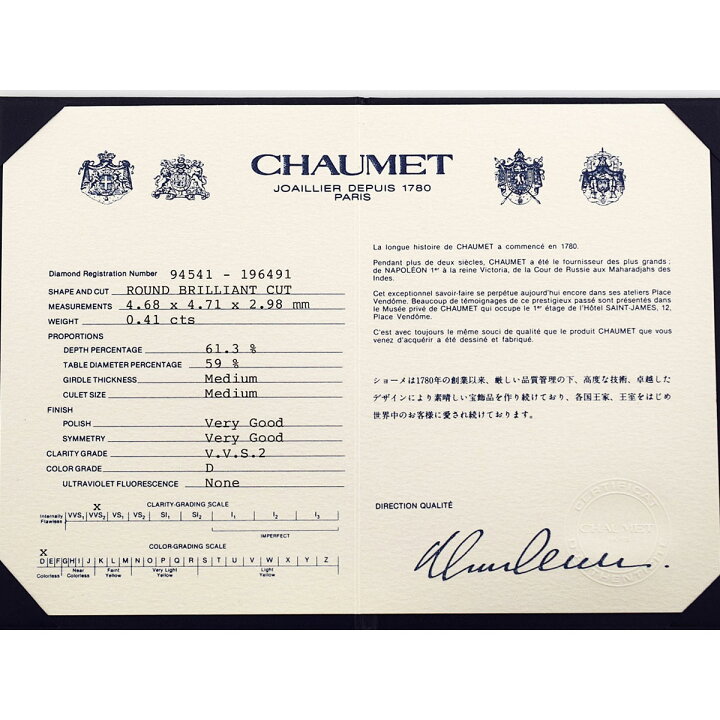 CHAUMET
JOAILLIER DEPUIS 1780
PARIS
Diamond Registration Number 94541 - 196491
SHAPE AND CUT ROUND BRILLIANT CUT
MEASUREMENTS 4.68 x 4.71 x 2.98 mm
WEIGHT 0.41 cts
PROPORTIONS
DEPTH PERCENTAGE 61.3 %
TABLE DIAMETER PERCENTAGE 59 %
GIRDLE THICKNESS Medium
CULET SIZE Medium
FINISH
POLISH Very Good
SYMMETRY Very Good
CLARITY GRADE V.V.S.2
COLOR GRADE D
ULTRAVIOLET FLUORESCENCE None
CLARITY-GRADING SCALE
X
Internally Flawless VVS1 VVS2 VS1 VS2 SI1 SI2 I1 I2 I3
IMPERFECT
COLOR-GRADING SCALE
X
D E F G H I J K L M N O P Q R S T U V W X Y Z
Colorless Near Colorless Faint Yellow Very Light Yellow Light Yellow
La longue histoire de CHAUMET a commencé en 1780.
Pendant plus de deux siècles, CHAUMET a été le fournisseur des plus grands ;
de NAPOLÉON 1er à la reine Victoria, de la Cour de Russie aux Maharadjahs des
Indes.
Cet exceptionnel savoir-faire se perpétue aujourd'hui encore dans ses ateliers Place
Vendôme. Beaucoup de témoignages de ce prestigieux passé sont présentés dans
le Musée privé de CHAUMET qui occupe le 1er étage de l'Hôtel SAINT-JAMES, 12,
Place Vendôme.
C'est avec toujours le même souci de qualité que le produit CHAUMET que vous
venez d'acquérir a été dessiné et fabriqué.
ショーメは1780年の創業以来、厳しい品質管理の下、高度な技術、卓越した
デザインにより素晴しい宝飾品を作り続けており、各国王家、王室をはじめ
世界中のお客様に愛され続けております。
DIRECTION QUALITÉ
CHAUMET